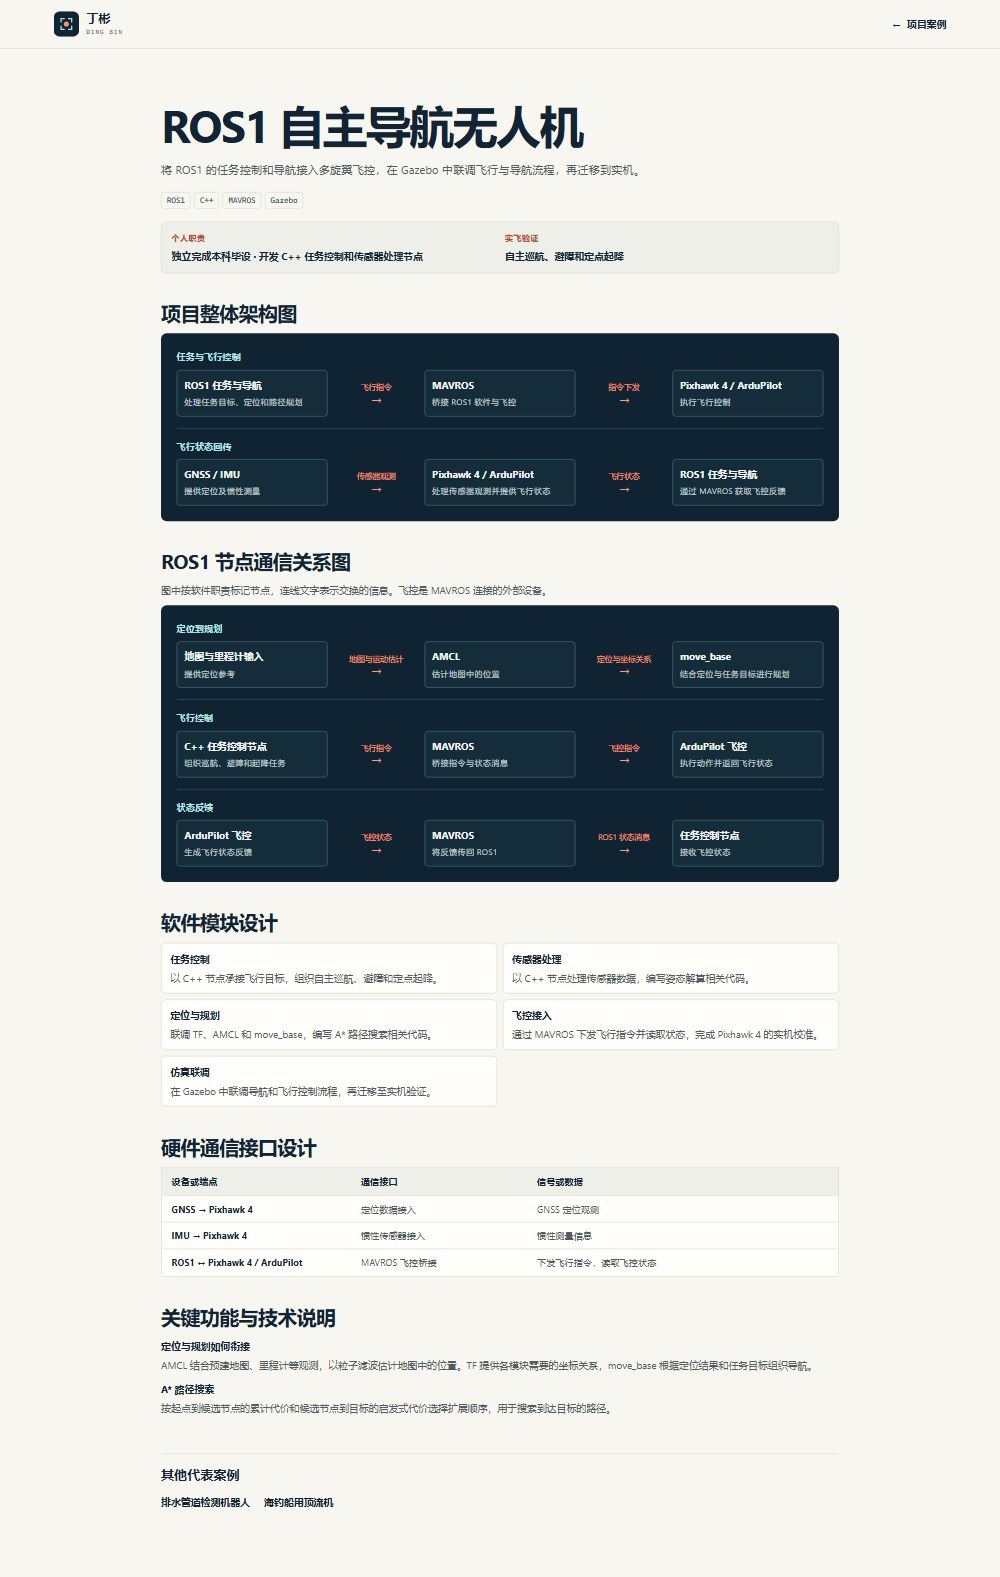 丁彬
DING BIN
← 项目案例
ROS1 自主导航无人机
将 ROS1 的任务控制和导航接入多旋翼飞控，在 Gazebo 中联调飞行与导航流程，再迁移到实机。
ROS1 C++ MAVROS Gazebo
个人职责
独立完成本科毕设 · 开发 C++ 任务控制和传感器处理节点
实飞验证
自主巡航、避障和定点起降
项目整体架构图
任务与飞行控制
ROS1 任务与导航
处理任务目标、定位和路径规划
飞行指令
→
MAVROS
桥接 ROS1 软件与飞控
指令下发
→
Pixhawk 4 / ArduPilot
执行飞行控制
飞行状态回传
GNSS / IMU
提供定位及惯性测量
传感器观测
→
Pixhawk 4 / ArduPilot
处理传感器观测并提供飞行状态
飞行状态
→
ROS1 任务与导航
通过 MAVROS 获取飞控反馈
ROS1 节点通信关系图
图中按软件职责标记节点，连线文字表示交换的信息。飞控是 MAVROS 连接的外部设备。
定位到规划
地图与里程计输入
提供定位参考
地图与运动估计
→
AMCL
估计地图中的位置
定位与坐标关系
→
move_base
结合定位与任务目标进行规划
飞行控制
C++ 任务控制节点
组织巡航、避障和起降任务
飞行指令
→
MAVROS
桥接指令与状态消息
飞控指令
→
ArduPilot 飞控
执行动作并返回飞行状态
状态反馈
ArduPilot 飞控
生成飞行状态反馈
飞控状态
→
MAVROS
将反馈传回 ROS1
ROS1 状态消息
→
任务控制节点
接收飞控状态
软件模块设计
任务控制
以 C++ 节点承接飞行目标，组织自主巡航、避障和定点起降。
传感器处理
以 C++ 节点处理传感器数据，编写姿态解算相关代码。
定位与规划
联调 TF、AMCL 和 move_base，编写 A* 路径搜索相关代码。
飞控接入
通过 MAVROS 下发飞行指令并读取状态，完成 Pixhawk 4 的实机校准。
仿真联调
在 Gazebo 中联调导航和飞行控制流程，再迁移至实机验证。
硬件通信接口设计
设备或端点 通信接口 信号或数据
GNSS → Pixhawk 4 定位数据接入 GNSS 定位观测
IMU → Pixhawk 4 惯性传感器接入 惯性测量信息
ROS1 ↔ Pixhawk 4 / ArduPilot MAVROS 飞控桥接 下发飞行指令，读取飞控状态
关键功能与技术说明
定位与规划如何衔接
AMCL 结合预建地图、里程计等观测，以粒子滤波估计地图中的位置。TF 提供各模块需要的坐标关系，move_base 根据定位结果和任务目标组织导航。
A* 路径搜索
按起点到候选节点的累计代价和候选节点到目标的启发式代价选择扩展顺序，用于搜索到达目标的路径。
其他代表案例
排水管道检测机器人 海钓船用顶流机